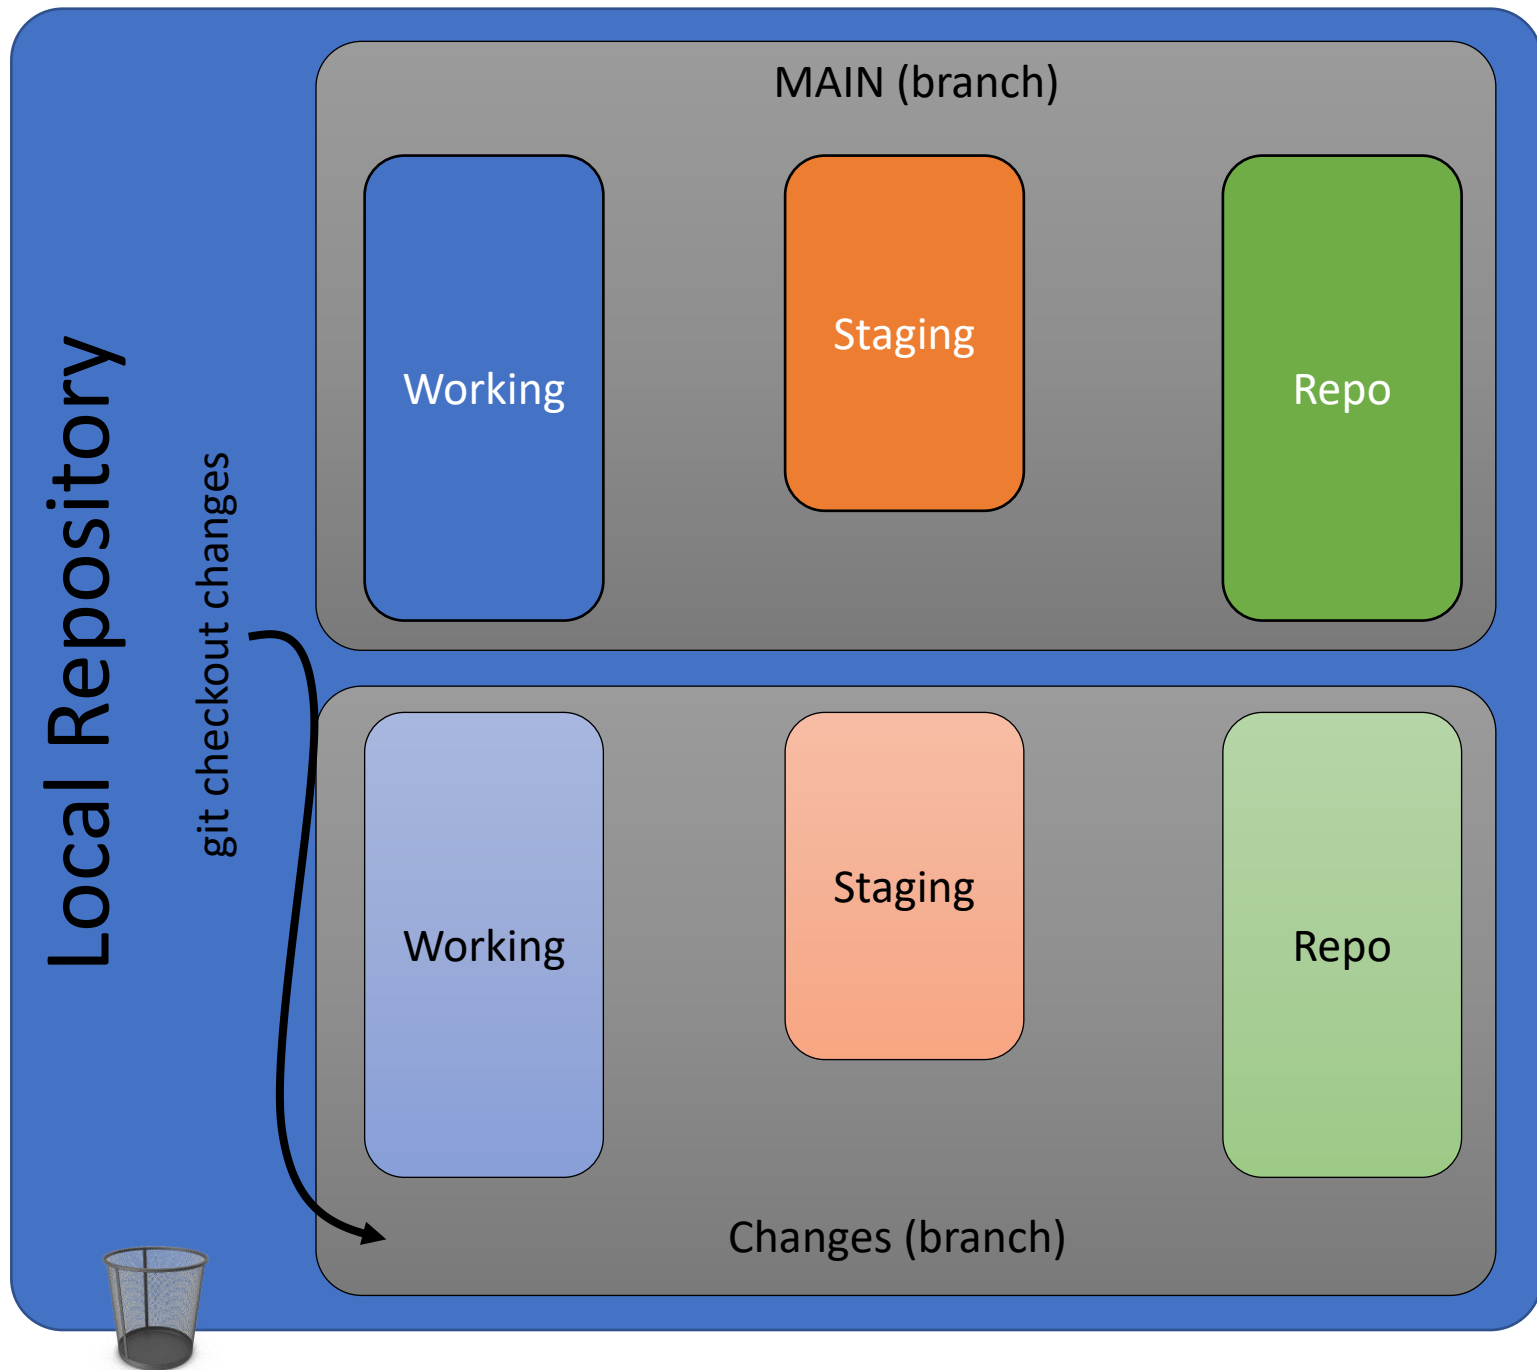 Local Repository
git checkout changes
MAIN (branch)
Working
Staging
Repo
Working
Staging
Repo
Changes (branch)